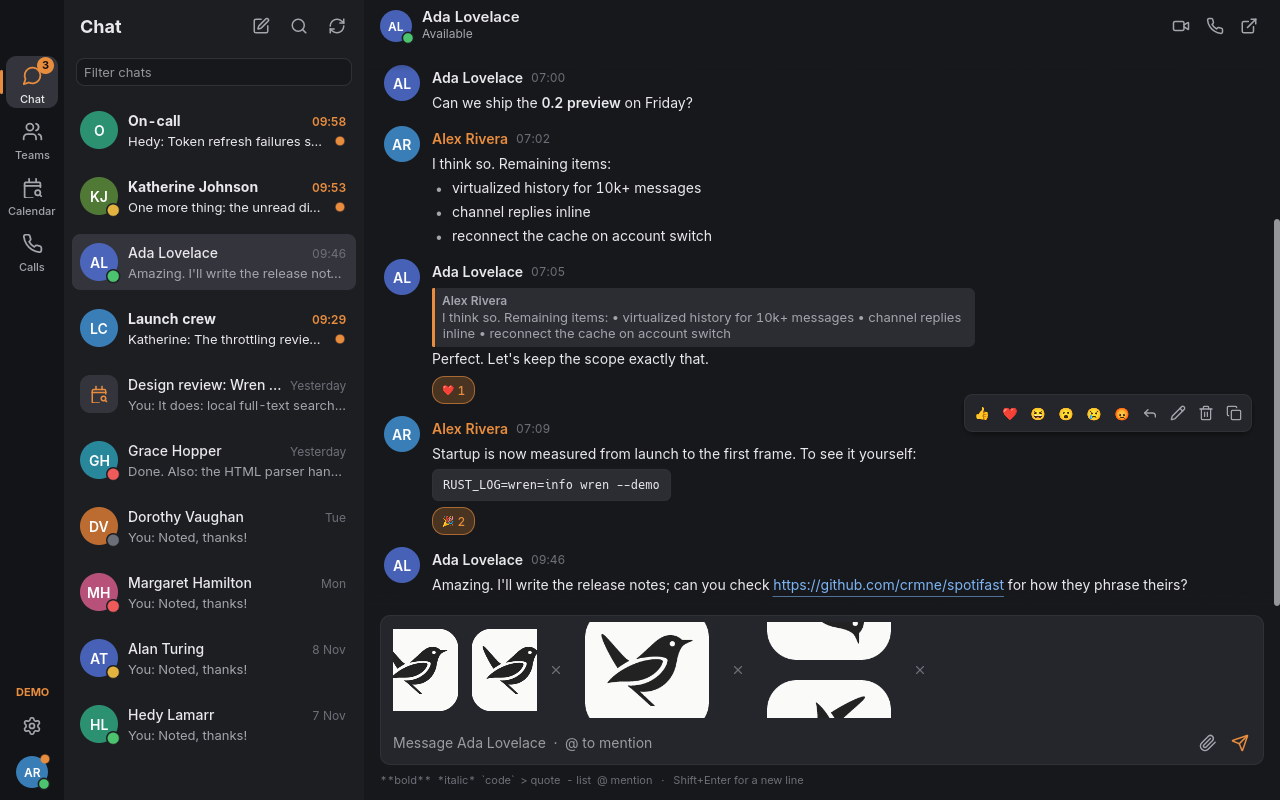 3
Chat
Teams
Calendar
Calls
DEMO
AR
Chat
Filter chats
O
On-call
09:58
Hedy: Token refresh failures s...
KJ
Katherine Johnson
09:53
One more thing: the unread di...
AL
Ada Lovelace
09:46
Amazing. I'll write the release not...
LC
Launch crew
09:29
Katherine: The throttling revie...
Design review: Wren ...
Yesterday
You: It does: local full-text search...
GH
Grace Hopper
Yesterday
Done. Also: the HTML parser han...
DV
Dorothy Vaughan
Tue
You: Noted, thanks!
MH
Margaret Hamilton
Mon
You: Noted, thanks!
AT
Alan Turing
8 Nov
You: Noted, thanks!
HL
Hedy Lamarr
7 Nov
You: Noted, thanks!
AL
Ada Lovelace
Available
AL
Ada Lovelace 07:00
Can we ship the 0.2 preview on Friday?
AR
Alex Rivera 07:02
I think so. Remaining items:
• virtualized history for 10k+ messages
• channel replies inline
• reconnect the cache on account switch
AL
Ada Lovelace 07:05
Alex Rivera
I think so. Remaining items: • virtualized history for 10k+ messages • channel replies
inline • reconnect the cache on account switch
Perfect. Let's keep the scope exactly that.
❤️ 1
👍 ❤️ 😆 😮 😢 😡
AR
Alex Rivera 07:09
Startup is now measured from launch to the first frame. To see it yourself:
RUST_LOG=wren=info wren --demo
🎉 2
AL
Ada Lovelace 09:46
Amazing. I'll write the release notes; can you check https://github.com/crmne/spotifast for how they phrase theirs?
× × ×
Message Ada Lovelace · @ to mention
**bold** *italic* `code` > quote - list @ mention · Shift+Enter for a new line